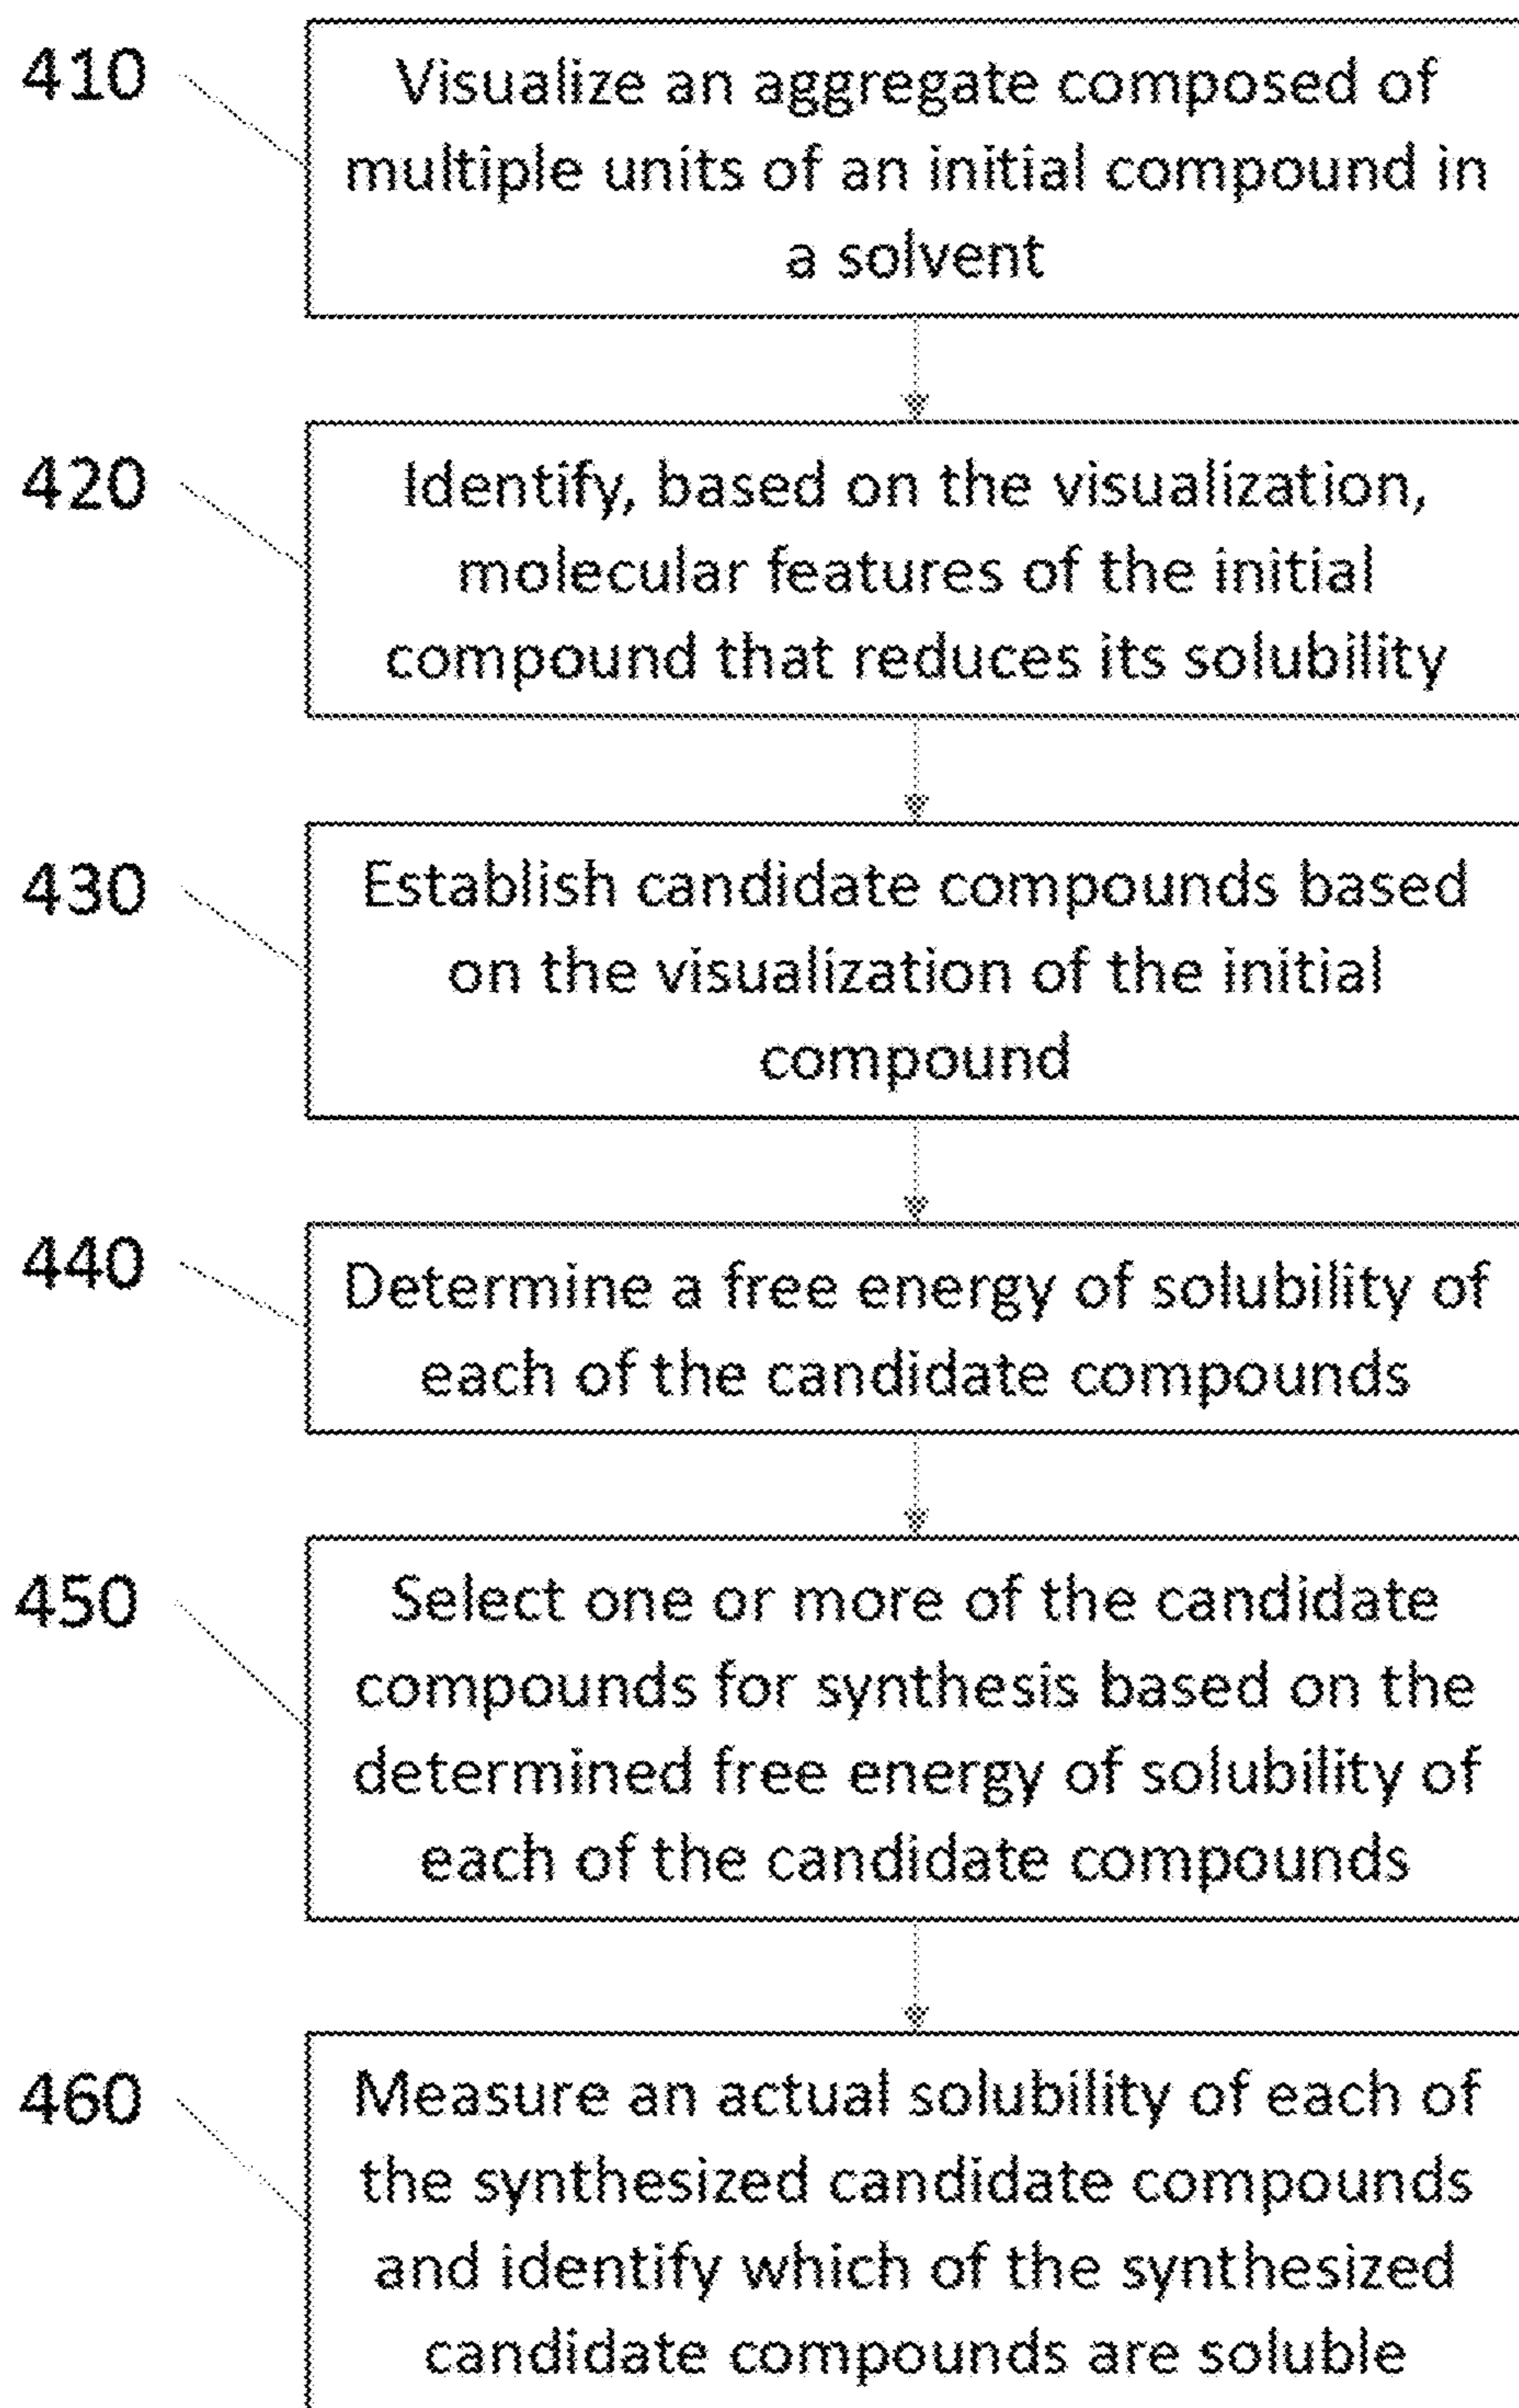 410
Visualize an aggregate composed of
multiple units of an initial compound in
a solvent
420
Identify, based on the visualization,
molecular features of the initial
compound that reduces its solubility
430
Establish candidate compounds based
on the visualization of the initial
compound
440
Determine a free energy of solubility of
each of the candidate compounds
450
Select one or more of the candidate
compounds for synthesis based on the
determined free energy of solubility of
each of the candidate compounds
460
Measure an actual solubility of each of
the synthesized candidate compounds
and identify which of the synthesized
candidate compounds are soluble